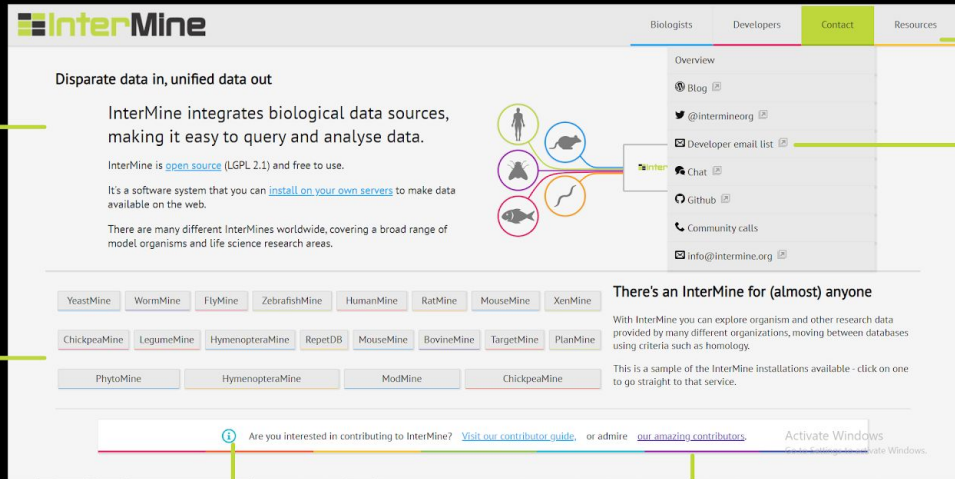 InterMine
Biologists Developers Contact Resources
Overview
Blog
@intermineorg
Developer email list
Chat
Github
Community calls
info@intermine.org
Disparate data in, unified data out
InterMine integrates biological data sources,
making it easy to query and analyse data.
InterMine is open source (LGPL 2.1) and free to use.
It's a software system that you can install on your own servers to make data
available on the web.
There are many different InterMines worldwide, covering a broad range of
model organisms and life science research areas.
Inter
YeastMine WormMine FlyMine ZebrafishMine HumanMine RatMine MouseMine XenMine
ChickpeaMine LegumeMine HymenopteraMine RepetDB MouseMine BovineMine TargetMine PlanMine
PhytoMine HymenopteraMine ModMine ChickpeaMine
There's an InterMine for (almost) anyone
With InterMine you can explore organism and other research data
provided by many different organizations, moving between databases
using criteria such as homology.
This is a sample of the InterMine installations available - click on one
to go straight to that service.
Are you interested in contributing to InterMine? Visit our contributor guide, or admire our amazing contributors.
Activate Windows
Go to Settings to activate Windows.